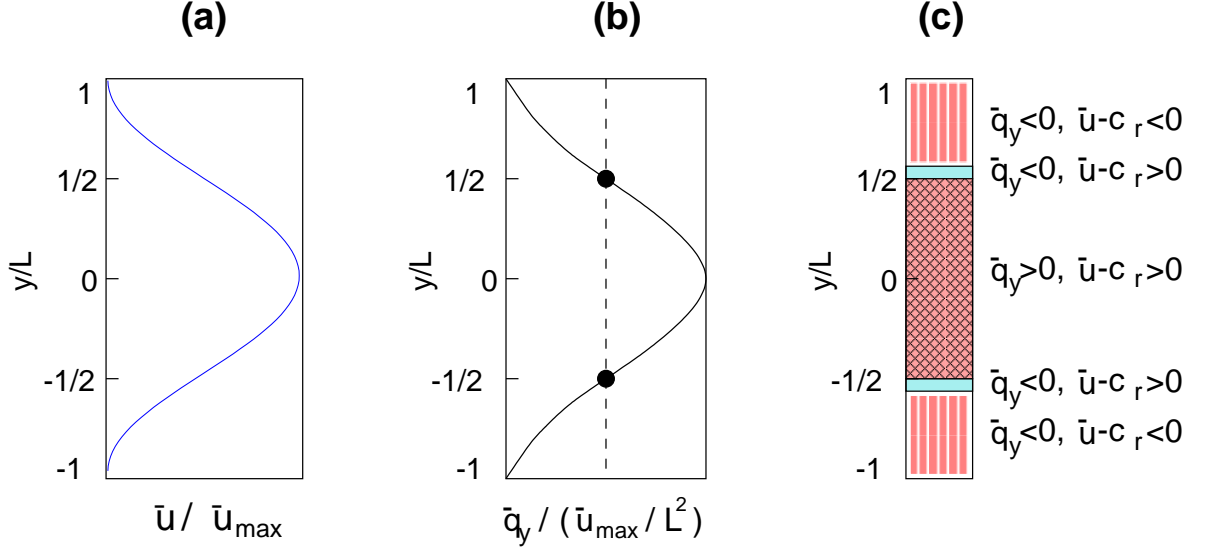 (a)
1
1/2
0
-1/2
-1
y/L
ū / ū_max
(b)
1
1/2
0
-1/2
-1
y/L
q̄_y / (ū_max / L²)
(c)
1
1/2
0
-1/2
-1
y/L
q̄_y<0, ū-c_r<0
q̄_y<0, ū-c_r>0
q̄_y>0, ū-c_r>0
q̄_y<0, ū-c_r>0
q̄_y<0, ū-c_r<0